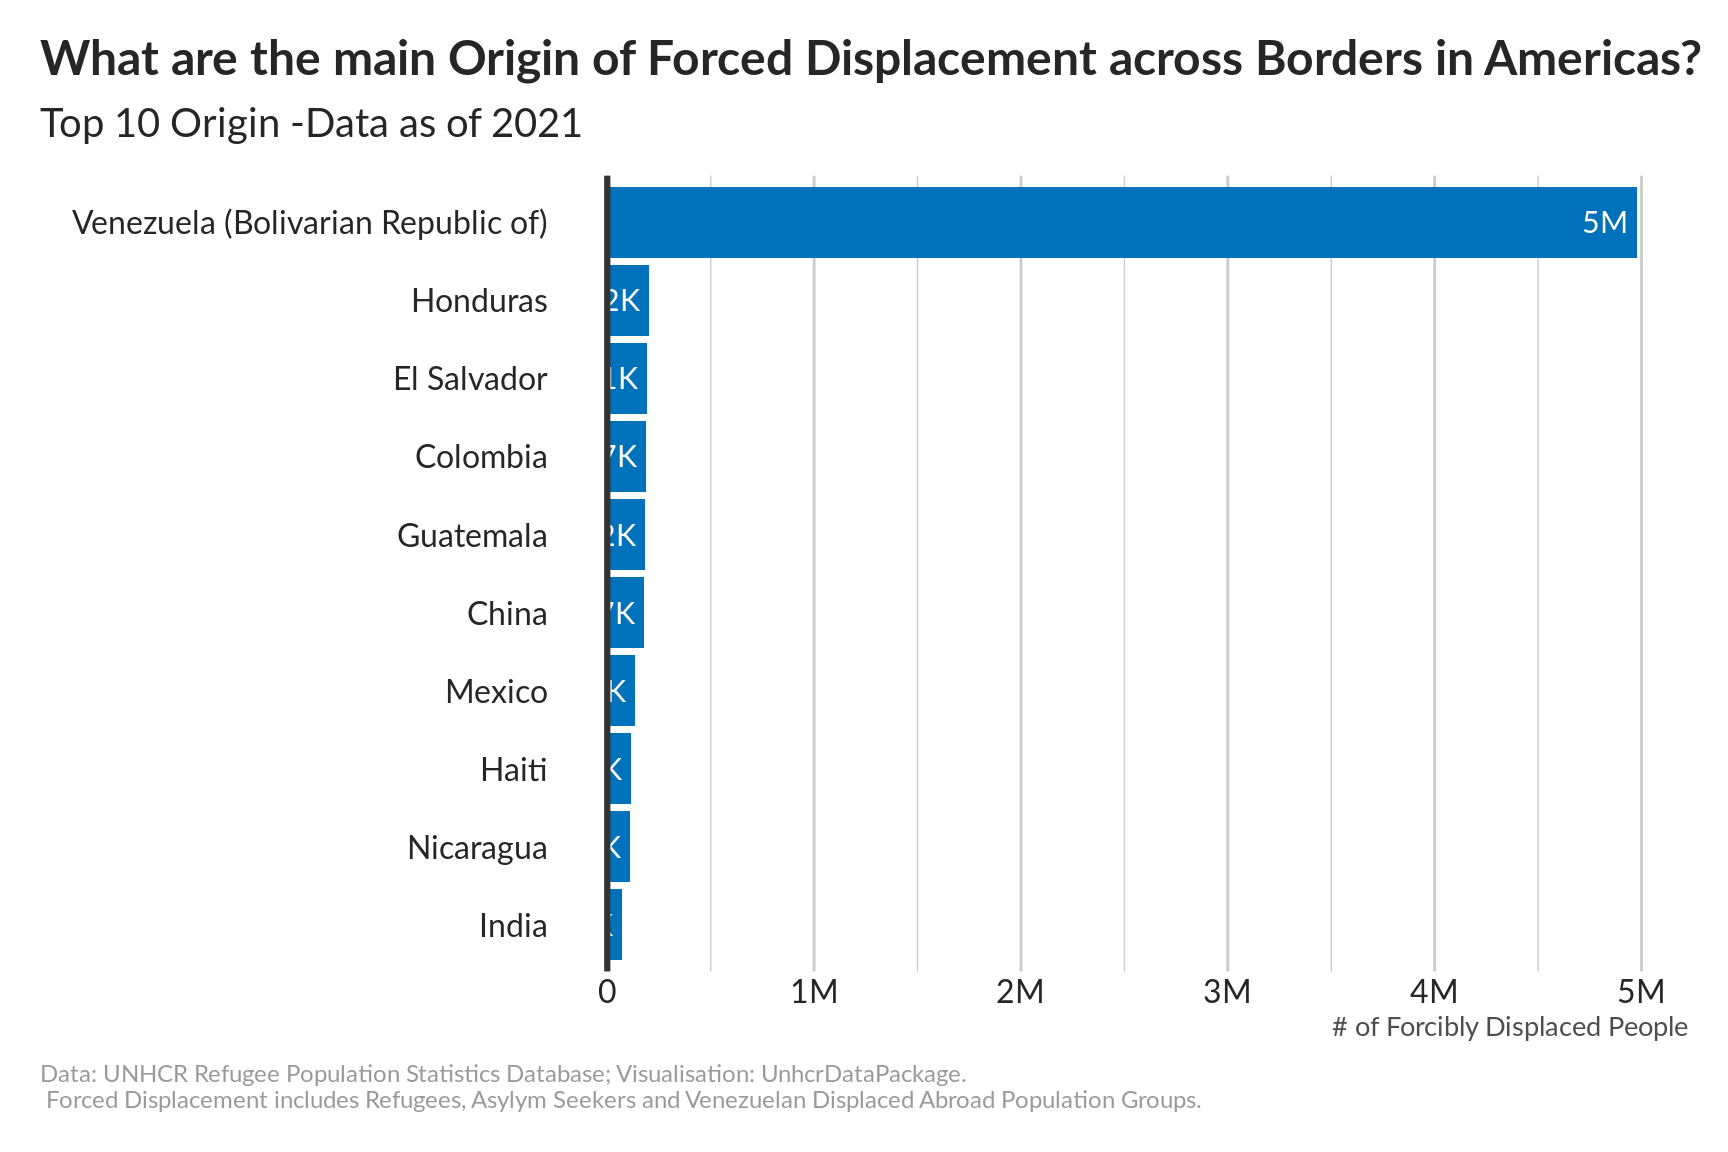 What are the main Origin of Forced Displacement across Borders in Americas?
Top 10 Origin -Data as of 2021
Venezuela (Bolivarian Republic of)
5M
Honduras
2K
El Salvador
1K
Colombia
7K
Guatemala
2K
China
7K
Mexico
K
Haiti
K
Nicaragua
K
India
0
1M
2M
3M
4M
5M
# of Forcibly Displaced People
Data: UNHCR Refugee Population Statistics Database; Visualisation: UnhcrDataPackage.
Forced Displacement includes Refugees, Asylym Seekers and Venezuelan Displaced Abroad Population Groups.